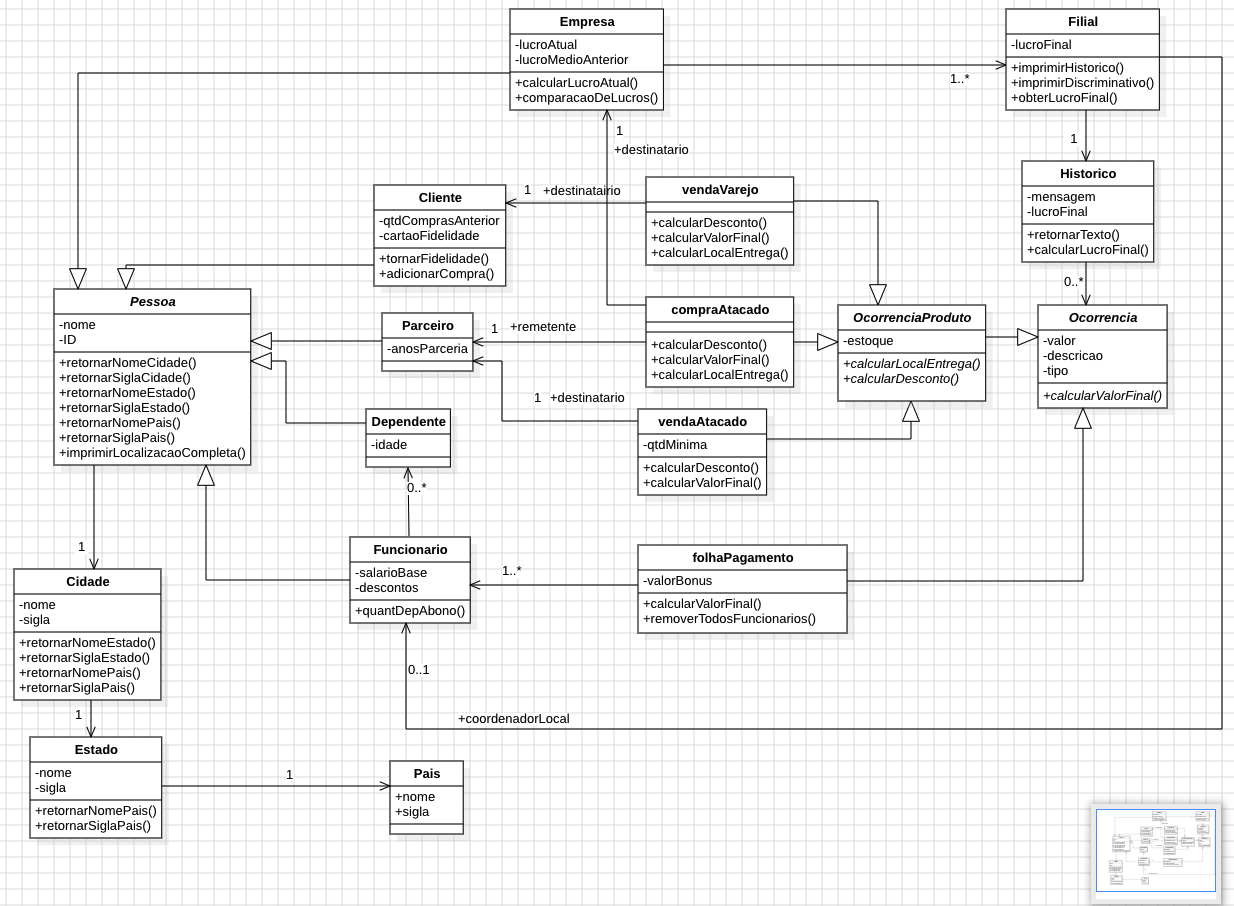 Empresa
-lucroAtual
-lucroMedioAnterior
+calcularLucroAtual()
+comparacaoDeLucros()
Filial
-lucroFinal
+imprimirHistorico()
+imprimirDiscriminativo()
+obterLucroFinal()
1..*
1
+destinatario
1
Historico
-mensagem
-lucroFinal
+retornarTexto()
+calcularLucroFinal()
0..*
Cliente
-qtdComprasAnterior
-cartaoFidelidade
+tornarFidelidade()
+adicionarCompra()
1
+destinatairio
vendaVarejo
+calcularDesconto()
+calcularValorFinal()
+calcularLocalEntrega()
Pessoa
-nome
-ID
+retornarNomeCidade()
+retornarSiglaCidade()
+retornarNomeEstado()
+retornarSiglaEstado()
+retornarNomePais()
+retornarSiglaPais()
+imprimirLocalizacaoCompleta()
Parceiro
-anosParceria
1
+remetente
compraAtacado
+calcularDesconto()
+calcularValorFinal()
+calcularLocalEntrega()
OcorrenciaProduto
-estoque
+calcularLocalEntrega()
+calcularDesconto()
Ocorrencia
-valor
-descricao
-tipo
+calcularValorFinal()
1
+destinatario
Dependente
-idade
vendaAtacado
-qtdMinima
+calcularDesconto()
+calcularValorFinal()
0..*
Funcionario
-salarioBase
-descontos
+quantDepAbono()
1..*
folhaPagamento
-valorBonus
+calcularValorFinal()
+removerTodosFuncionarios()
1
Cidade
-nome
-sigla
+retornarNomeEstado()
+retornarSiglaEstado()
+retornarNomePais()
+retornarSiglaPais()
0..1
+coordenadorLocal
1
Estado
-nome
-sigla
+retornarNomePais()
+retornarSiglaPais()
1
Pais
+nome
+sigla